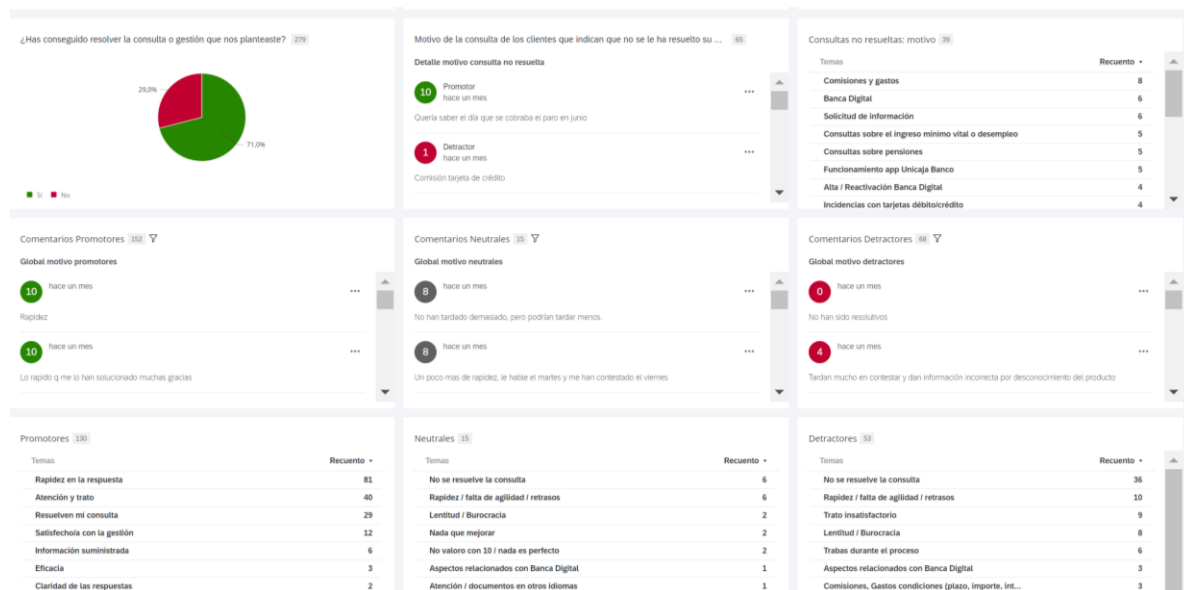 ¿Has conseguido resolver la consulta o gestión que nos planteaste? 279
29,0%
71,0%
Sí No
Motivo de la consulta de los clientes que indican que no se le ha resuelto su ... 65
Detalle motivo consulta no resuelta
10 Promotor
hace un mes
Quería saber el día que se cobraba el paro en junio
1 Detractor
hace un mes
Comisión tarjeta de crédito
Consultas no resueltas: motivo 39
Temas Recuento
Comisiones y gastos 8
Banca Digital 6
Solicitud de información 6
Consultas sobre el ingreso mínimo vital o desempleo 5
Consultas sobre pensiones 5
Funcionamiento app Unicaja Banco 5
Alta / Reactivación Banca Digital 4
Incidencias con tarjetas débito/crédito 4
Comentarios Promotores 152
Global motivo promotores
10 hace un mes
Rapidez
10 hace un mes
Lo rapido q me lo han solucionado muchas gracias
Comentarios Neutrales 15
Global motivo neutrales
8 hace un mes
No han tardado demasiado, pero podrían tardar menos.
8 hace un mes
Un poco mas de rapidez, le hable el martes y me han contestado el viernes
Comentarios Detractores 68
Global motivo detractores
0 hace un mes
No han sido resolutivos
4 hace un mes
Tardan mucho en contestar y dan información incorrecta por desconocimiento del producto
Promotores 130
Temas Recuento
Rapidez en la respuesta 81
Atención y trato 40
Resuelven mi consulta 29
Satisfecho/a con la gestión 12
Información suministrada 6
Eficacia 3
Claridad de las respuestas 2
Neutrales 15
Temas Recuento
No se resuelve la consulta 6
Rapidez / falta de agilidad / retrasos 6
Lentitud / Burocracia 2
Nada que mejorar 2
No valoro con 10 / nada es perfecto 2
Aspectos relacionados con Banca Digital 1
Atención / documentos en otros idiomas 1
Detractores 53
Temas Recuento
No se resuelve la consulta 36
Rapidez / falta de agilidad / retrasos 10
Trato insatisfactorio 9
Lentitud / Burocracia 8
Trabas durante el proceso 6
Aspectos relacionados con Banca Digital 3
Comisiones, Gastos condiciones (plazo, importe, int... 3